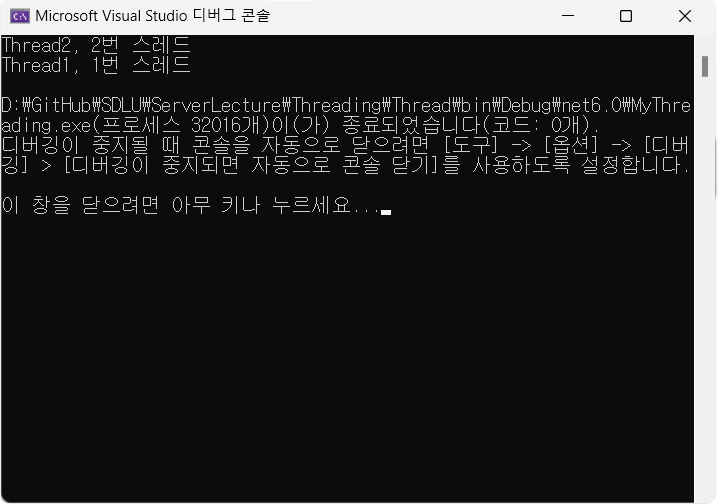 Microsoft Visual Studio 디버그 콘솔
Thread2, 2번 스레드
Thread1, 1번 스레드
D:\GitHub\SDLU\ServerLecture\Threading\Thread\bin\Debug\net6.0\MyThre
ading.exe(프로세스 32016개)이(가) 종료되었습니다(코드: 0개).
디버깅이 중지될 때 콘솔을 자동으로 닫으려면 [도구] -> [옵션] -> [디버
깅] > [디버깅이 중지되면 자동으로 콘솔 닫기]를 사용하도록 설정합니다.
이 창을 닫으려면 아무 키나 누르세요...